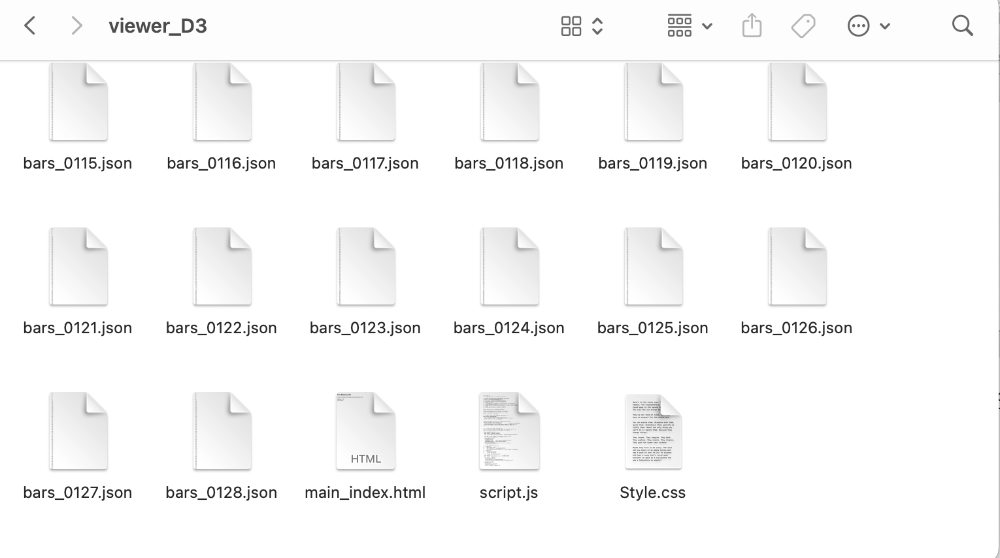 viewer_D3
bars_0115.json bars_0116.json bars_0117.json bars_0118.json bars_0119.json bars_0120.json
bars_0121.json bars_0122.json bars_0123.json bars_0124.json bars_0125.json bars_0126.json
HTML
bars_0127.json bars_0128.json main_index.html script.js Style.css